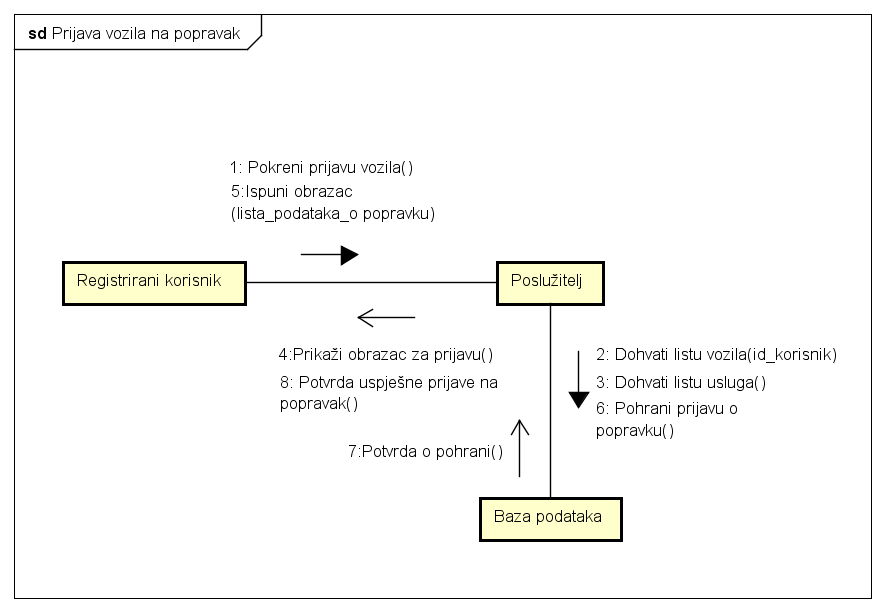 sd Prijava vozila na popravak
1: Pokreni prijavu vozila()
5:Ispuni obrazac
(lista_podataka_o popravku)
Registrirani korisnik
Poslužitelj
4:Prikaži obrazac za prijavu()
8: Potvrda uspješne prijave na
popravak()
2: Dohvati listu vozila(id_korisnik)
3: Dohvati listu usluga()
6: Pohrani prijavu o
popravku()
7:Potvrda o pohrani()
Baza podataka